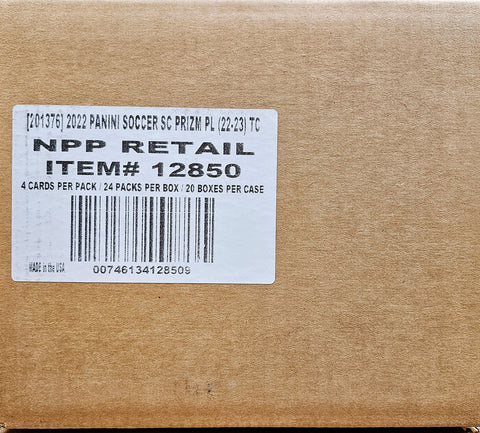 [201376] 2022 PANINI SOCCER SC PRIZM PL (22-23) TC
NPP RETAIL
ITEM# 12850
4 CARDS PER PACK / 24 PACKS PER BOX / 20 BOXES PER CASE
MADE in the USA
00746134128509